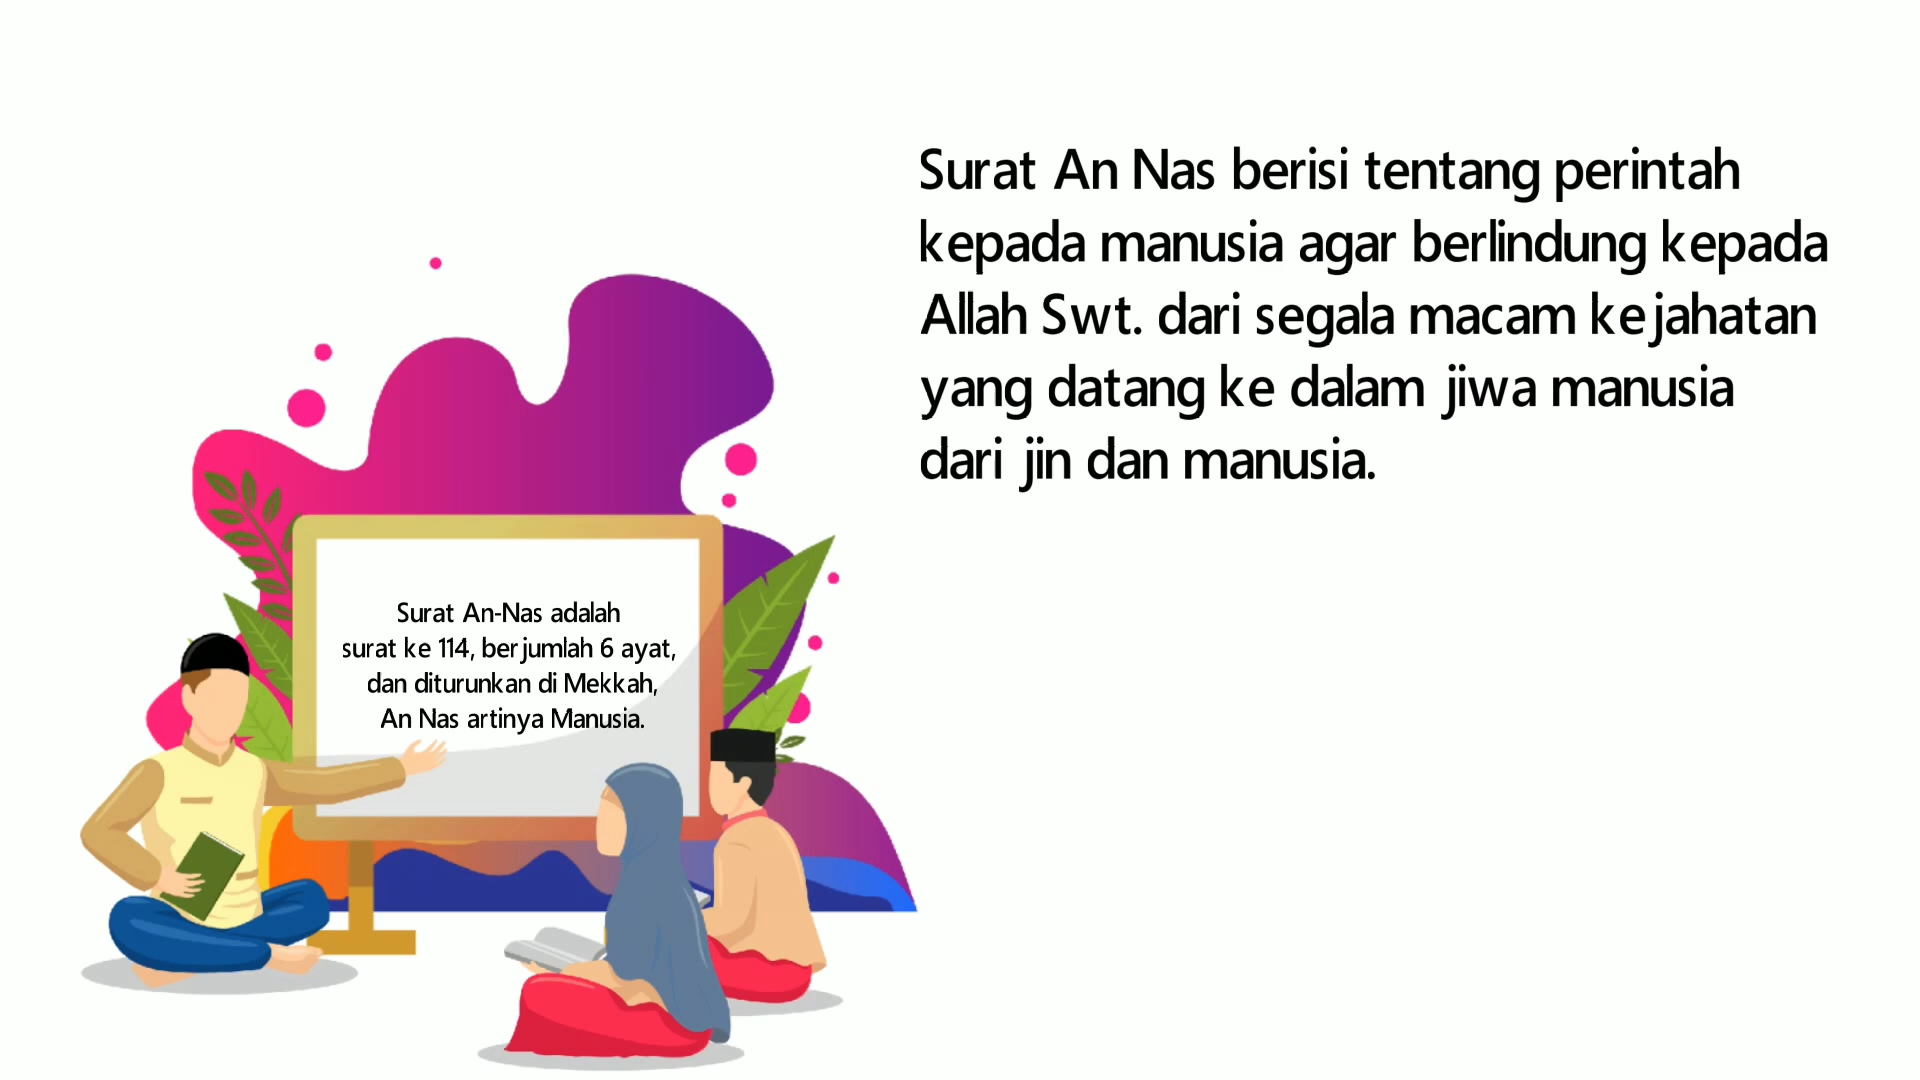 Surat An Nas berisi tentang perintah
kepada manusia agar berlindung kepada
Allah Swt. dari segala macam kejahatan
yang datang ke dalam jiwa manusia
dari jin dan manusia.
Surat An-Nas adalah
surat ke 114, berjumlah 6 ayat,
dan diturunkan di Mekkah,
An Nas artinya Manusia.